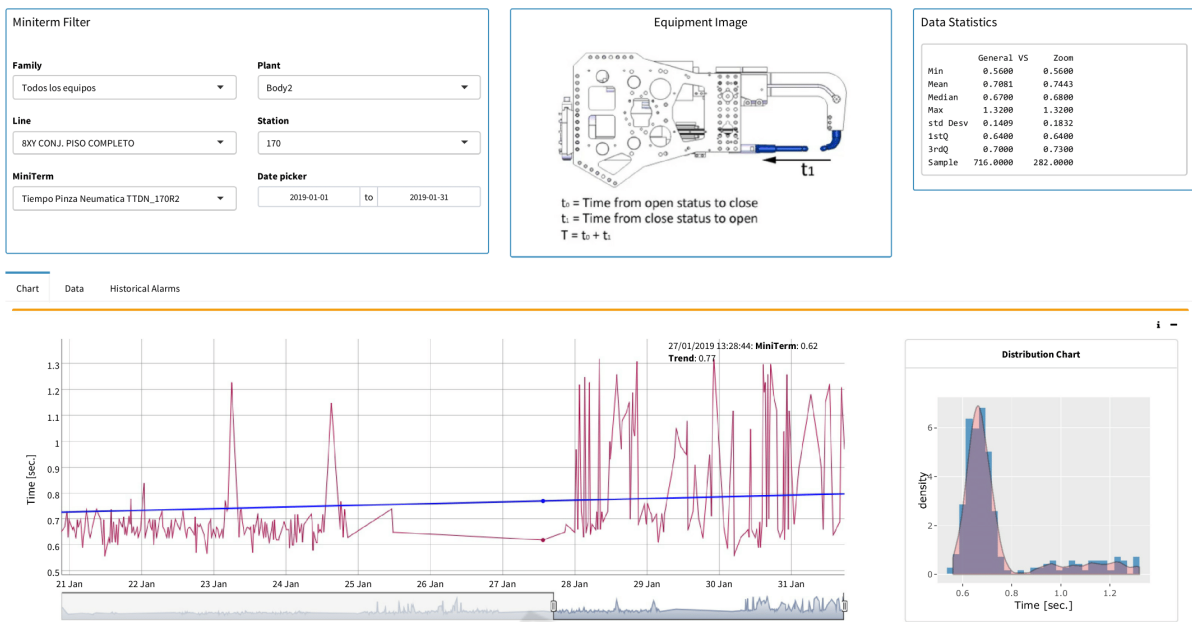 Miniterm Filter
Family
Plant
Todos los equipos
Body2
Line
Station
8XY CONJ. PISO COMPLETO
170
MiniTerm
Date picker
Tiempo Pinza Neumatica TTDN_170R2
2019-01-01 to 2019-01-31
Equipment Image
t1
t₀ = Time from open status to close
t₁ = Time from close status to open
T = t₀ + t₁
Data Statistics
General VS Zoom
Min 0.5600 0.5600
Mean 0.7081 0.7443
Median 0.6700 0.6800
Max 1.3200 1.3200
std Desv 0.1409 0.1832
1stQ 0.6400 0.6400
3rdQ 0.7000 0.7300
Sample 716.0000 282.0000
Chart Data Historical Alarms
i −
27/01/2019 13:28:44: MiniTerm: 0.62
Trend: 0.77
Time [sec.]
1.3
1.2
1.1
1
0.9
0.8
0.7
0.6
0.5
21 Jan 22 Jan 23 Jan 24 Jan 25 Jan 26 Jan 27 Jan 28 Jan 29 Jan 30 Jan 31 Jan
Distribution Chart
density
6
4
2
0
0.6 0.8 1.0 1.2
Time [sec.]